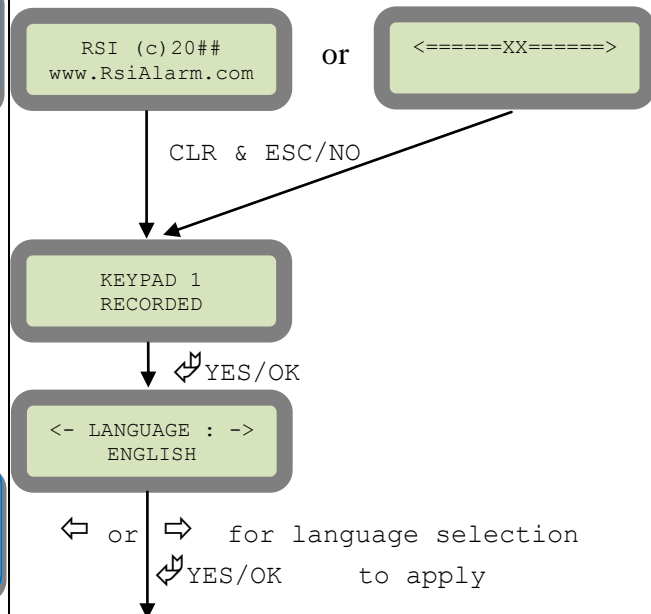 RSI (c)20##
www.RsiAlarm.com
or
<======XX======>
CLR & ESC/NO
KEYPAD 1
RECORDED
YES/OK
<- LANGUAGE : ->
ENGLISH
⇦ or ⇨ for language selection
YES/OK to apply